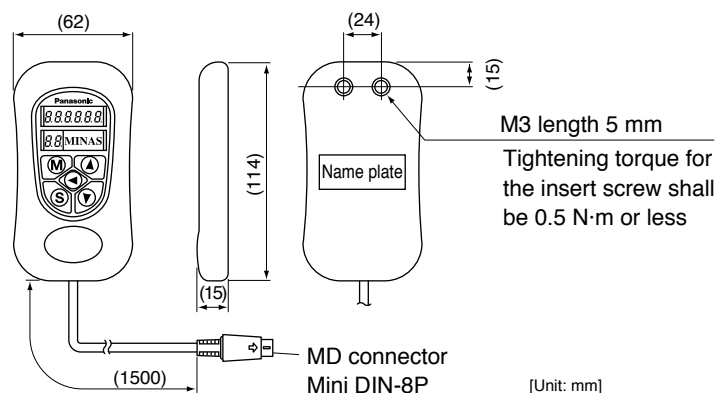 (62)
(24)
(15)
Panasonic
8.8.8.8.8.8.
8.8. MINAS
M
S
(114)
Name plate
M3 length 5 mm
Tightening torque for
the insert screw shall
be 0.5 N·m or less
(15)
(1500)
MD connector
Mini DIN-8P
[Unit: mm]